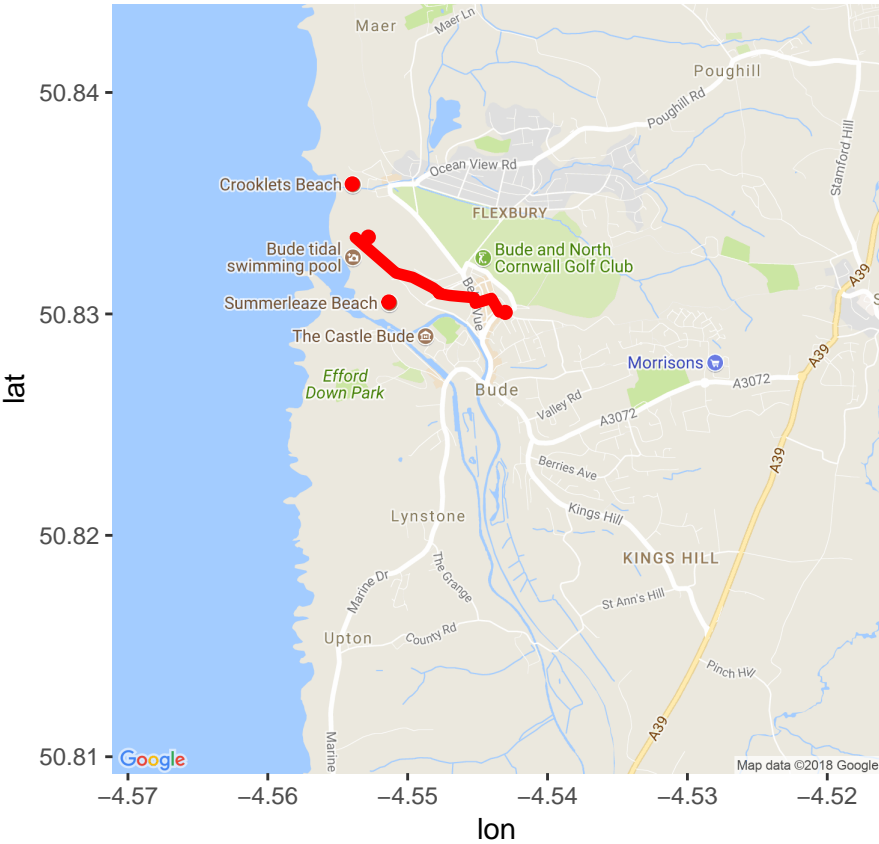 Maer
Maer Ln
Poughill
50.84
Poughill Rd
Stamford Hill
Ocean View Rd
Crooklets Beach
FLEXBURY
Bude tidal
swimming pool
Bude and North
Cornwall Golf Club
A39
S
Summerleaze Beach
50.83
The Castle Bude
A39
Morrisons
Efford
Down Park
A3072
Bude
Valley Rd
A3072
lat
Berries Ave
A39
Lynstone
Kings Hill
50.82
KINGS HILL
The Grange
Marine Dr
St Ann's Hill
Upton
County Rd
Pinch Hill
A39
Marine
50.81
Google
Map data ©2018 Google
−4.57
−4.56
−4.55
−4.54
−4.53
−4.52
lon